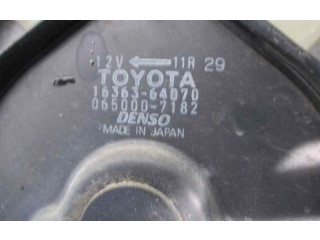 12V ← 11R 29
TOYOTA
16363-64070
065000-7182
DENSO
MADE IN JAPAN